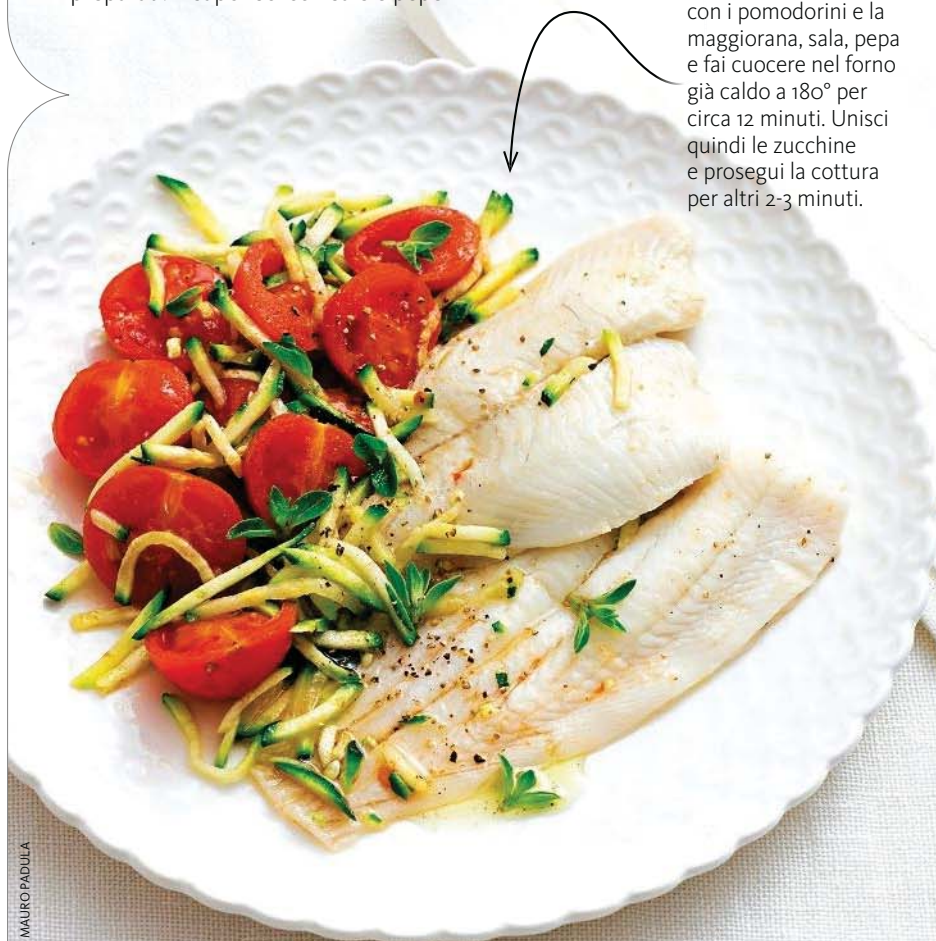 con i pomodorini e la
maggiorana, sala, pepa
e fai cuocere nel forno
già caldo a 180° per
circa 12 minuti. Unisci
quindi le zucchine
e prosegui la cottura
per altri 2-3 minuti.
MAURO PADULA